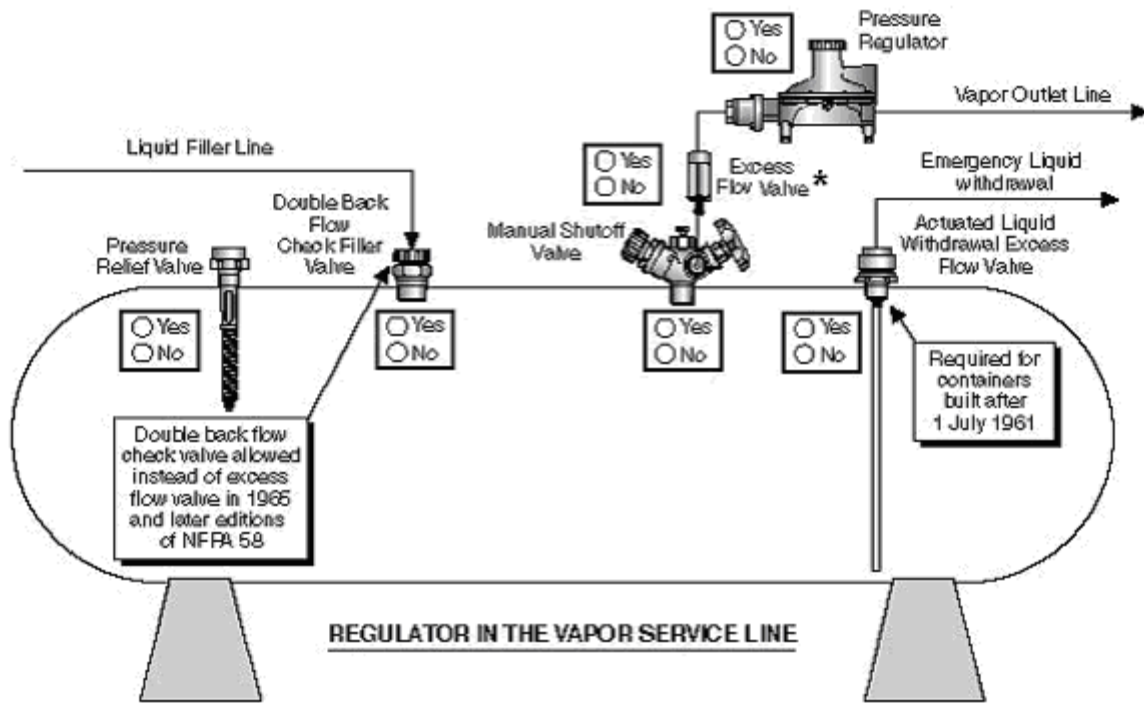 Yes
No
Pressure
Regulator
Vapor Outlet Line
Liquid Filler Line
Yes
No
Excess
Flow Valve *
Emergency Liquid
withdrawal
Double Back
Flow
Check Filler
Valve
Pressure
Relief Valve
Manual Shutoff
Valve
Actuated Liquid
Withdrawal Excess
Flow Valve
Yes
No
Yes
No
Yes
No
Yes
No
Required for
containers
built after
1 July 1961
Double back flow
check valve allowed
instead of excess
flow valve in 1965
and later editions
of NFPA 58
REGULATOR IN THE VAPOR SERVICE LINE